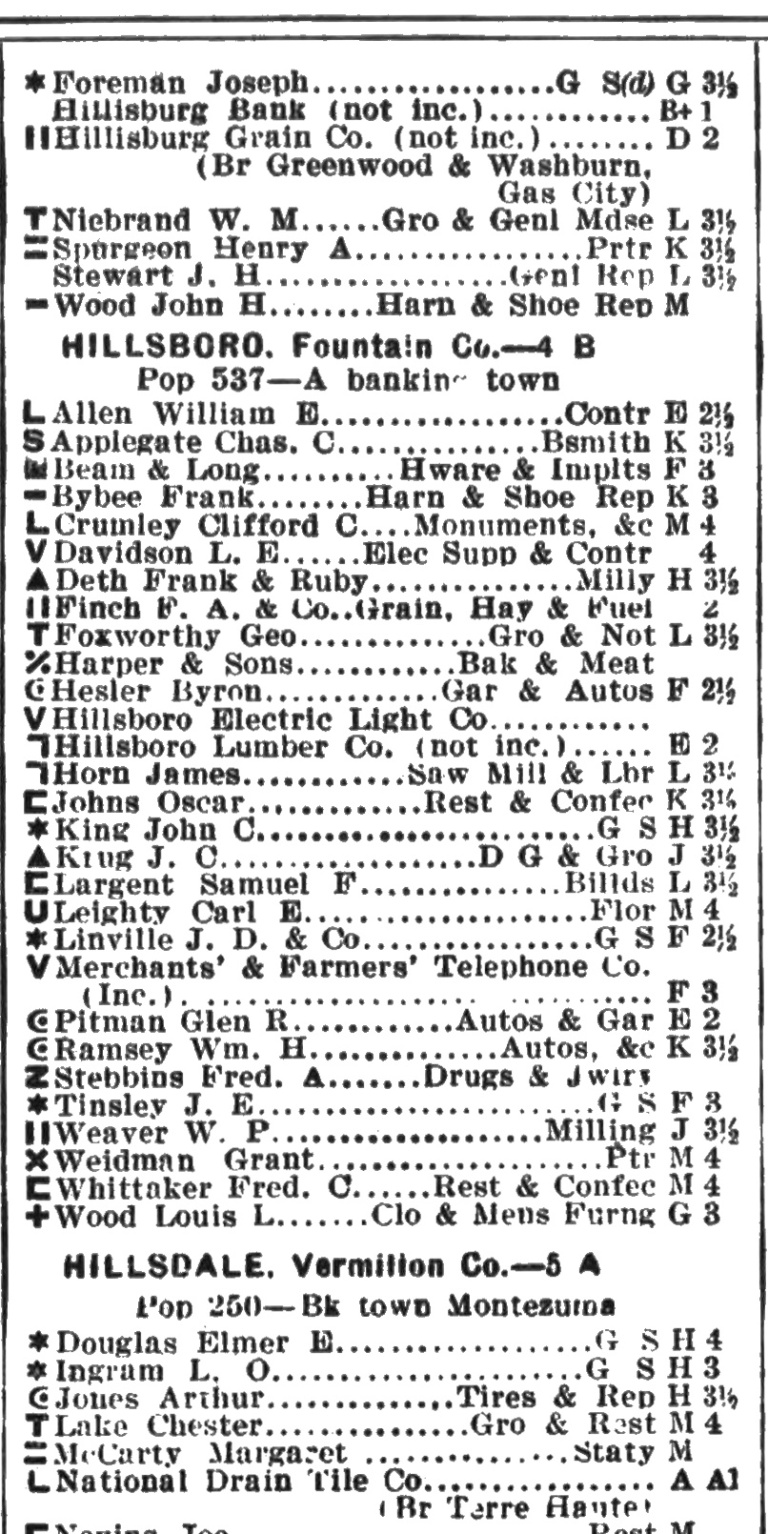 * Foreman Joseph..................G S(d) G 3½
Hillisburg Bank (not inc.)............ B+ 1
Hillisburg Grain Co. (not inc.)........ D 2
(Br Greenwood & Washburn,
Gas City)
T Niebrand W. M......Gro & Genl Mdse L 3½
Spurgeon Henry A.................Prtr K 3½
Stewart J. H..................Genl Rep L 3½
Wood John H........Harn & Shoe Rep M
HILLSBORO, Fountain Co.—4 B
Pop 537—A banking town
L Allen William E..................Contr E 2½
S Applegate Chas. C...............Bsmith K 3½
Beam & Long..........Hware & Implts F 3
Bybee Frank........Harn & Shoe Rep K 3
L Crumley Clifford C....Monuments, &c M 4
V Davidson L. E......Elec Supp & Contr 4
▲ Deth Frank & Ruby...............Milly H 3½
Finch F. A. & Co..Grain, Hay & Fuel 2
T Foxworthy Geo...............Gro & Not L 3½
Harper & Sons............Bak & Meat
Hesler Byron.............Gar & Autos F 2½
V Hillsboro Electric Light Co............
Hillsboro Lumber Co. (not inc.)...... E 2
Horn James............Saw Mill & Lbr L 3½
Johns Oscar.............Rest & Confec K 3½
* King John C..........................G S H 3½
▲ Krug J. C....................D G & Gro J 3½
Largent Samuel F...............Billds L 3½
U Leighty Carl E.....................Flor M 4
* Linville J. D. & Co.................G S F 2½
V Merchants' & Farmers' Telephone Co.
(Inc.). .................................. F 3
Pitman Glen R............Autos & Gar E 2
Ramsey Wm. H...............Autos, &c K 3½
Z Stebbins Fred. A.......Drugs & Jwlry
* Tinsley J. E..........................G S F 3
Weaver W. P....................Milling J 3½
Weidman Grant.....................Ptr M 4
Whittaker Fred. C......Rest & Confec M 4
+ Wood Louis L.......Clo & Mens Furng G 3
HILLSDALE, Vermilion Co.—5 A
Pop 250—Bk town Montezuma
* Douglas Elmer E...................G S H 4
* Ingram L. O.......................G S H 3
Jones Arthur..............Tires & Rep H 3½
T Lake Chester...............Gro & Rest M 4
McCarty Margaret ..............Staty M
L National Drain Tile Co................. A A1
(Br Terre Haute)
Joe Rest M